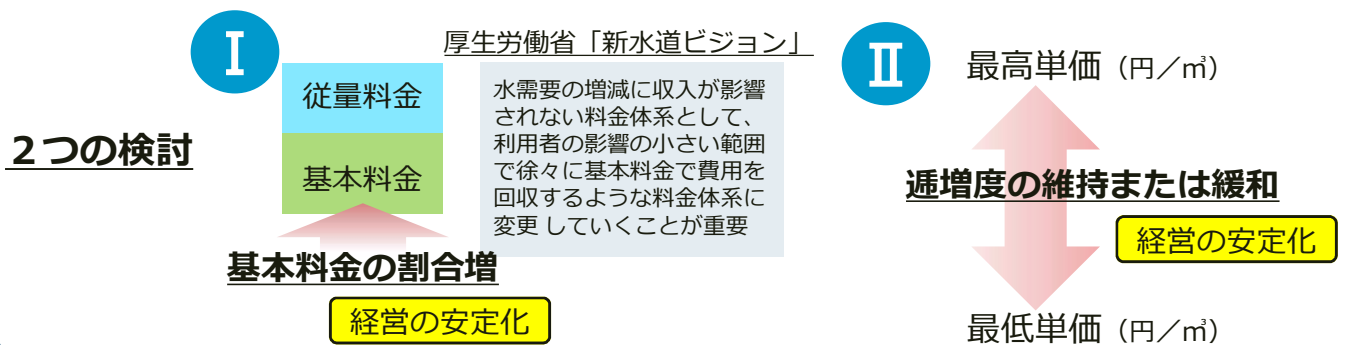 ２つの検討
Ⅰ
従量料金
基本料金
基本料金の割合増
経営の安定化
厚生労働省「新水道ビジョン」
水需要の増減に収入が影響
されない料金体系として、
利用者の影響の小さい範囲
で徐々に基本料金で費用を
回収するような料金体系に
変更 していくことが重要
Ⅱ
最高単価（円／㎥）
逓増度の維持または緩和
経営の安定化
最低単価（円／㎥）